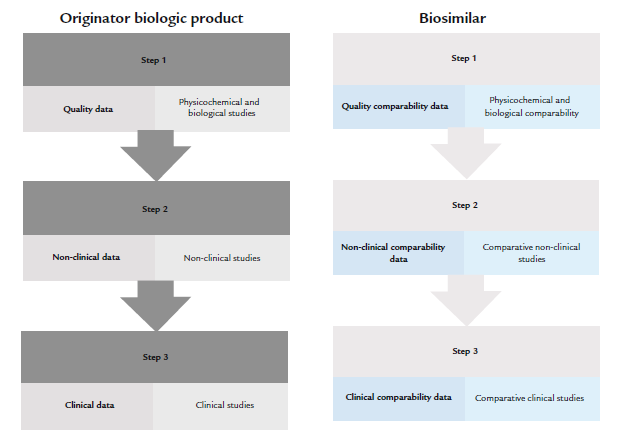 Originator biologic product
Step 1
Quality data
Physicochemical and
biological studies
Step 2
Non-clinical data
Non-clinical studies
Step 3
Clinical data
Clinical studies
Biosimilar
Step 1
Quality comparability data
Physicochemical and
biological comparability
Step 2
Non-clinical comparability
data
Comparative non-clinical
studies
Step 3
Clinical comparability data
Comparative clinical studies